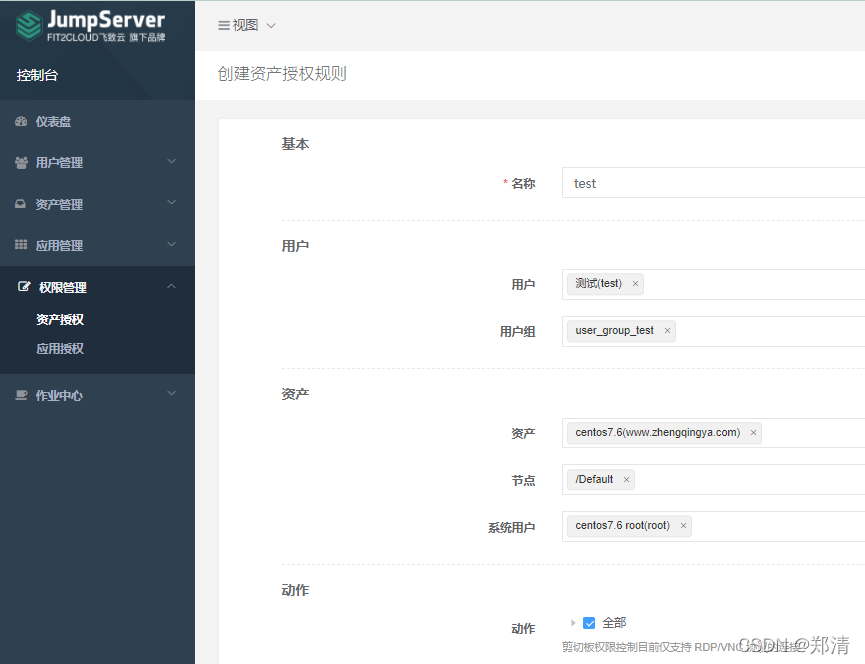 JumpServer
FIT2CLOUD飞致云 旗下品牌
控制台
仪表盘
用户管理
资产管理
应用管理
权限管理
资产授权
应用授权
作业中心
视图
创建资产授权规则
基本
* 名称 test
用户
用户 测试(test) ×
用户组 user_group_test ×
资产
资产 centos7.6(www.zhengqingya.com) ×
节点 /Default ×
系统用户 centos7.6 root(root) ×
动作
动作 全部
剪切板权限控制目前仅支持 RDP/VNC
CSDN @郑清